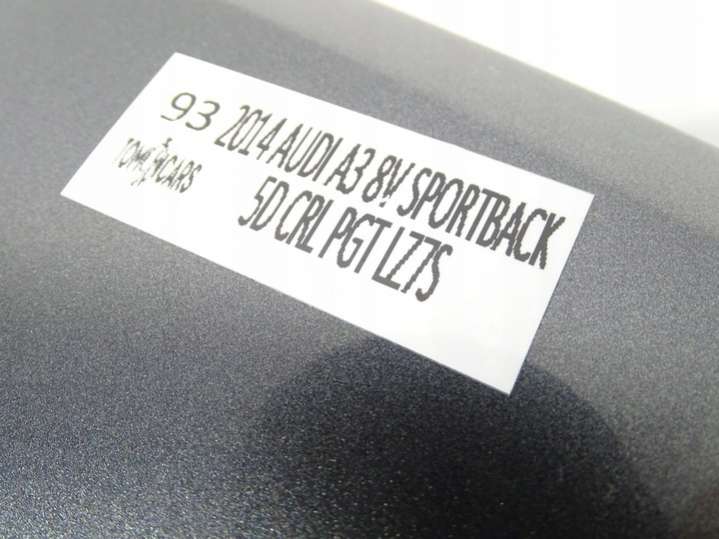 93 2014 AUDI A3 8V SPORTBACK
5D CRL PGT LZ7S